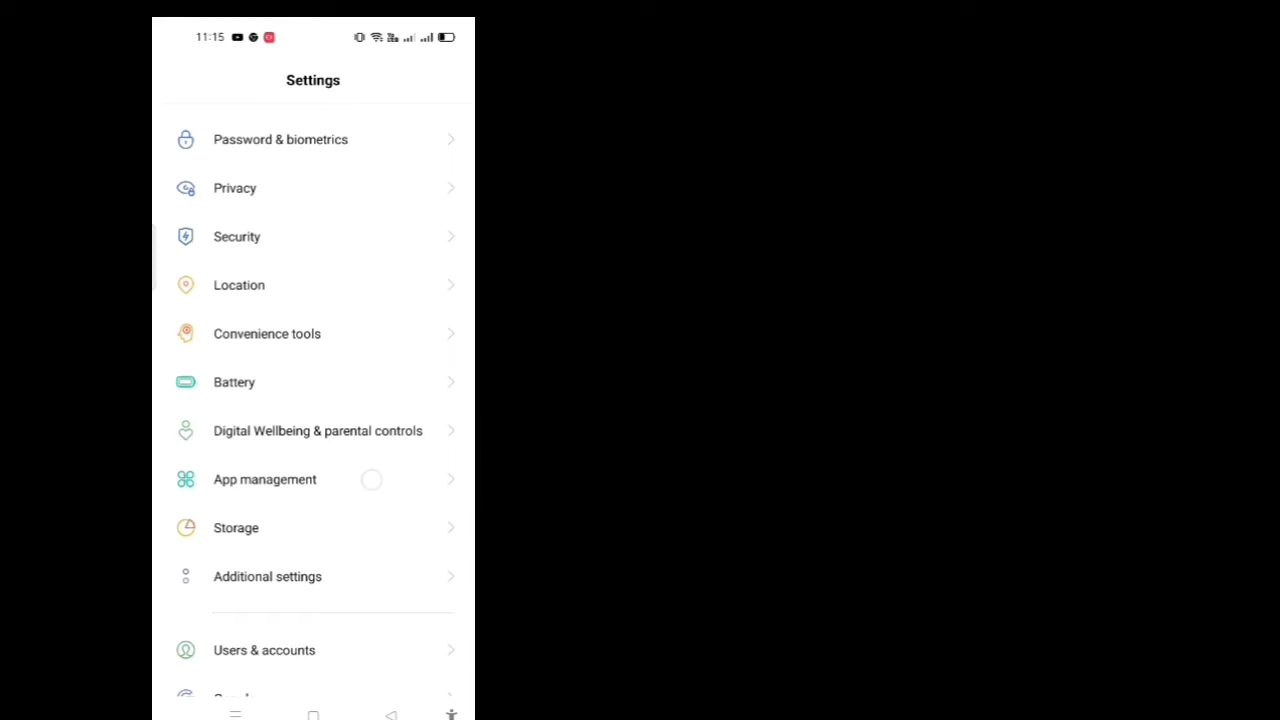 11:15
Settings
Password & biometrics
Privacy
Security
Location
Convenience tools
Battery
Digital Wellbeing & parental controls
App management
Storage
Additional settings
Users & accounts